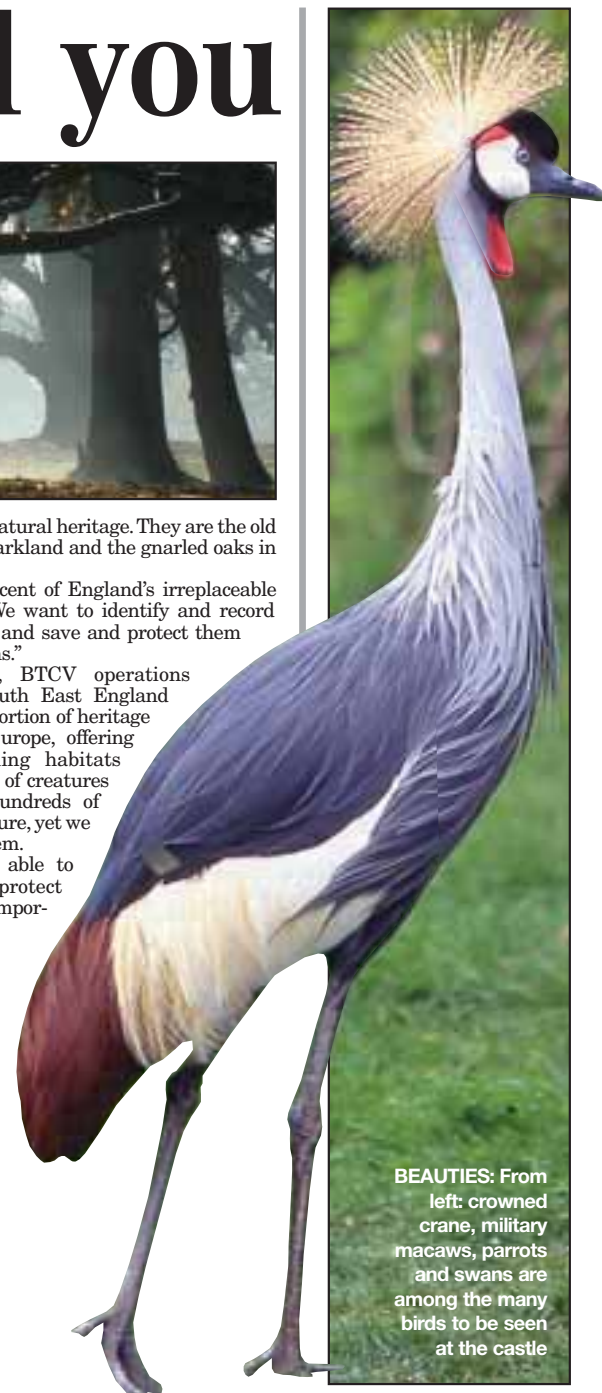 you
atural heritage. They are the old
arkland and the gnarled oaks in
cent of England's irreplaceable
We want to identify and record
and save and protect them
ns."
, BTCV operations
uth East England
ortion of heritage
urope, offering
ing habitats
of creatures
undreds of
ure, yet we
em.
able to
protect
mpor-
BEAUTIES: From
left: crowned
crane, military
macaws, parrots
and swans are
among the many
birds to be seen
at the castle